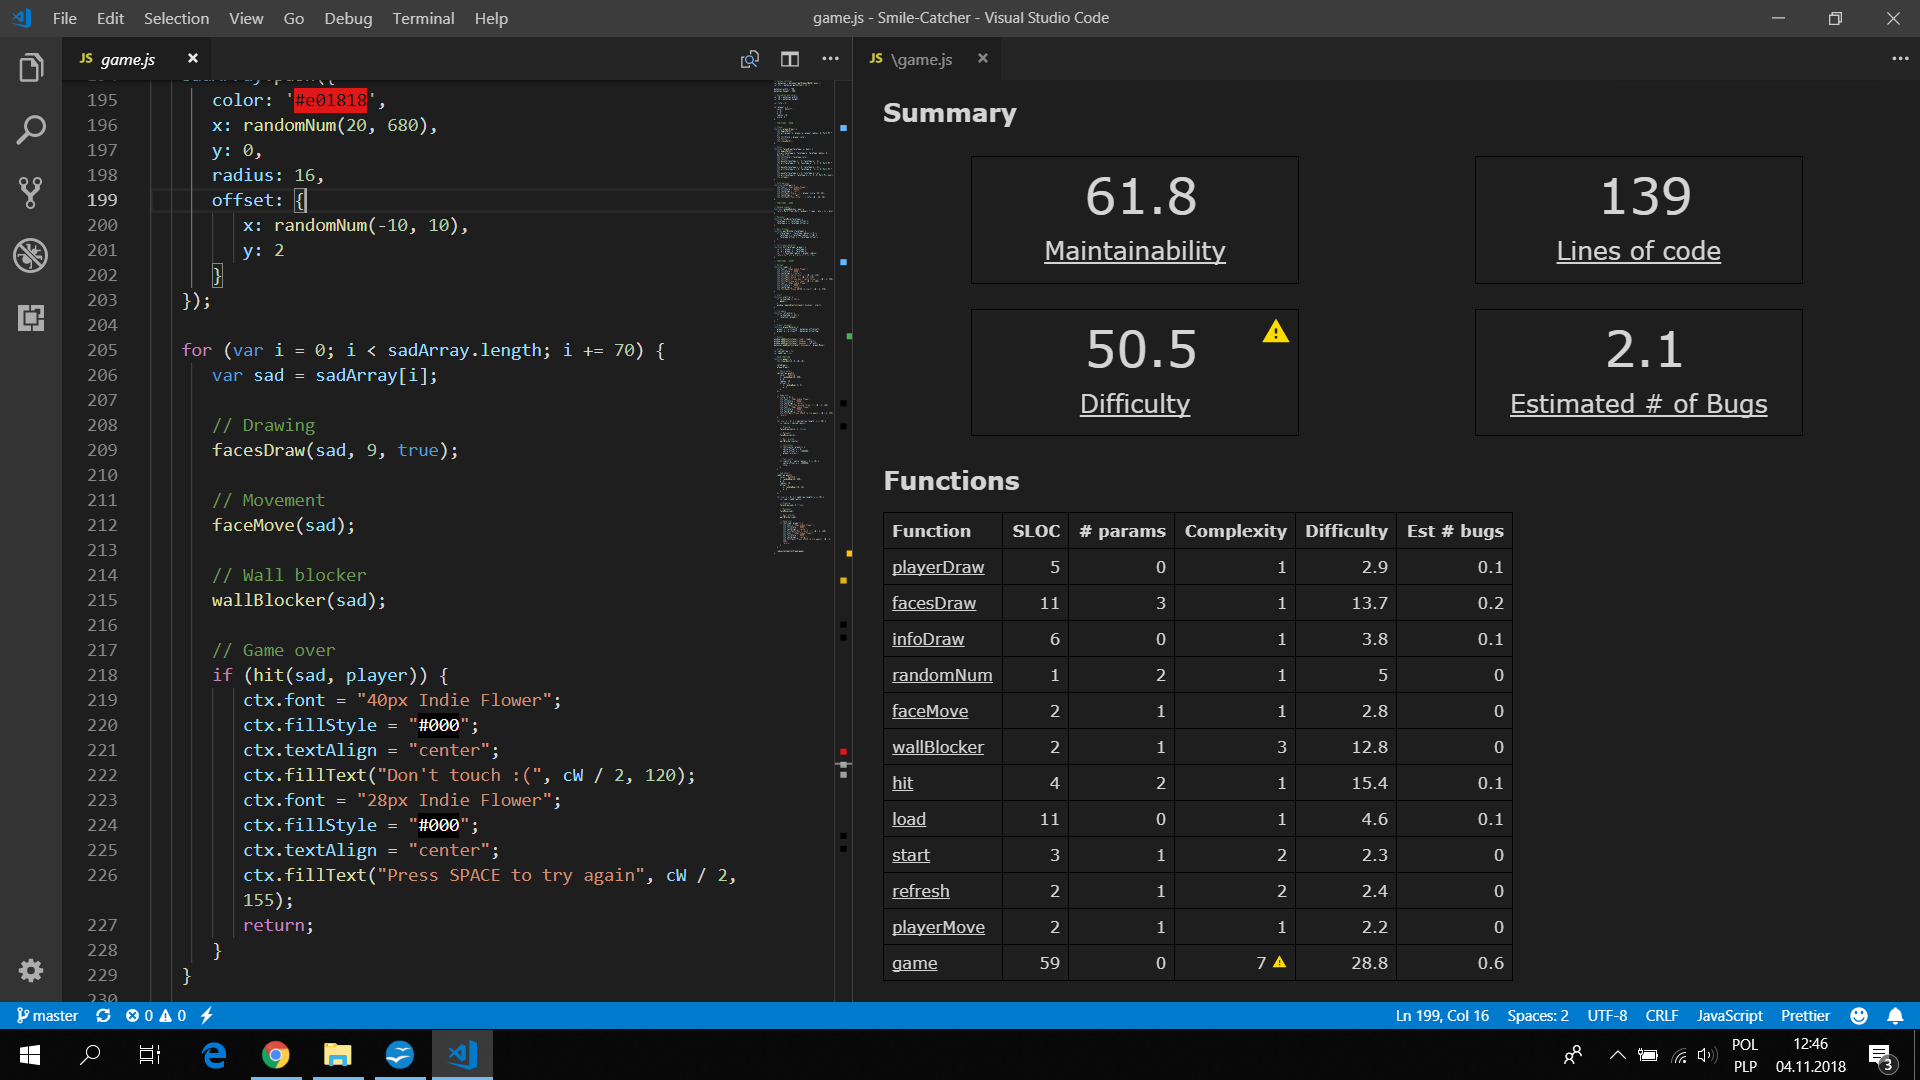 File Edit Selection View Go Debug Terminal Help
game.js - Smile-Catcher - Visual Studio Code
JS game.js
JS \game.js
195 color: '#e01818',
196 x: randomNum(20, 680),
197 y: 0,
198 radius: 16,
199 offset: {
200 x: randomNum(-10, 10),
201 y: 2
202 }
203 });
204
205 for (var i = 0; i < sadArray.length; i += 70) {
206 var sad = sadArray[i];
207
208 // Drawing
209 facesDraw(sad, 9, true);
210
211 // Movement
212 faceMove(sad);
213
214 // Wall blocker
215 wallBlocker(sad);
216
217 // Game over
218 if (hit(sad, player)) {
219 ctx.font = "40px Indie Flower";
220 ctx.fillStyle = "#000";
221 ctx.textAlign = "center";
222 ctx.fillText("Don't touch :(", cW / 2, 120);
223 ctx.font = "28px Indie Flower";
224 ctx.fillStyle = "#000";
225 ctx.textAlign = "center";
226 ctx.fillText("Press SPACE to try again", cW / 2,
155);
227 return;
228 }
229 }
230
Summary
61.8
Maintainability
139
Lines of code
50.5
Difficulty
2.1
Estimated # of Bugs
Functions
Function SLOC # params Complexity Difficulty Est # bugs
playerDraw 5 0 1 2.9 0.1
facesDraw 11 3 1 13.7 0.2
infoDraw 6 0 1 3.8 0.1
randomNum 1 2 1 5 0
faceMove 2 1 1 2.8 0
wallBlocker 2 1 3 12.8 0
hit 4 2 1 15.4 0.1
load 11 0 1 4.6 0.1
start 3 1 2 2.3 0
refresh 2 1 2 2.4 0
playerMove 2 1 1 2.2 0
game 59 0 7 28.8 0.6
master 0 0
Ln 199, Col 16 Spaces: 2 UTF-8 CRLF JavaScript Prettier
POL
PLP
12:46
04.11.2018
3